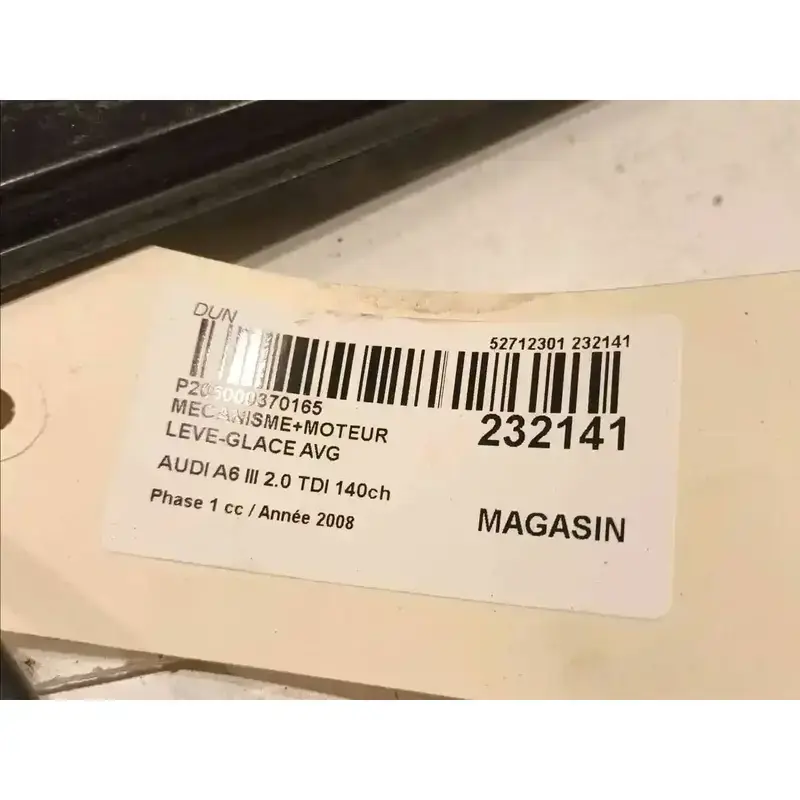 DUN
52712301 232141
P205000370165
MECANISME+MOTEUR
LEVE-GLACE AVG
232141
AUDI A6 III 2.0 TDI 140ch
Phase 1 cc / Année 2008
MAGASIN